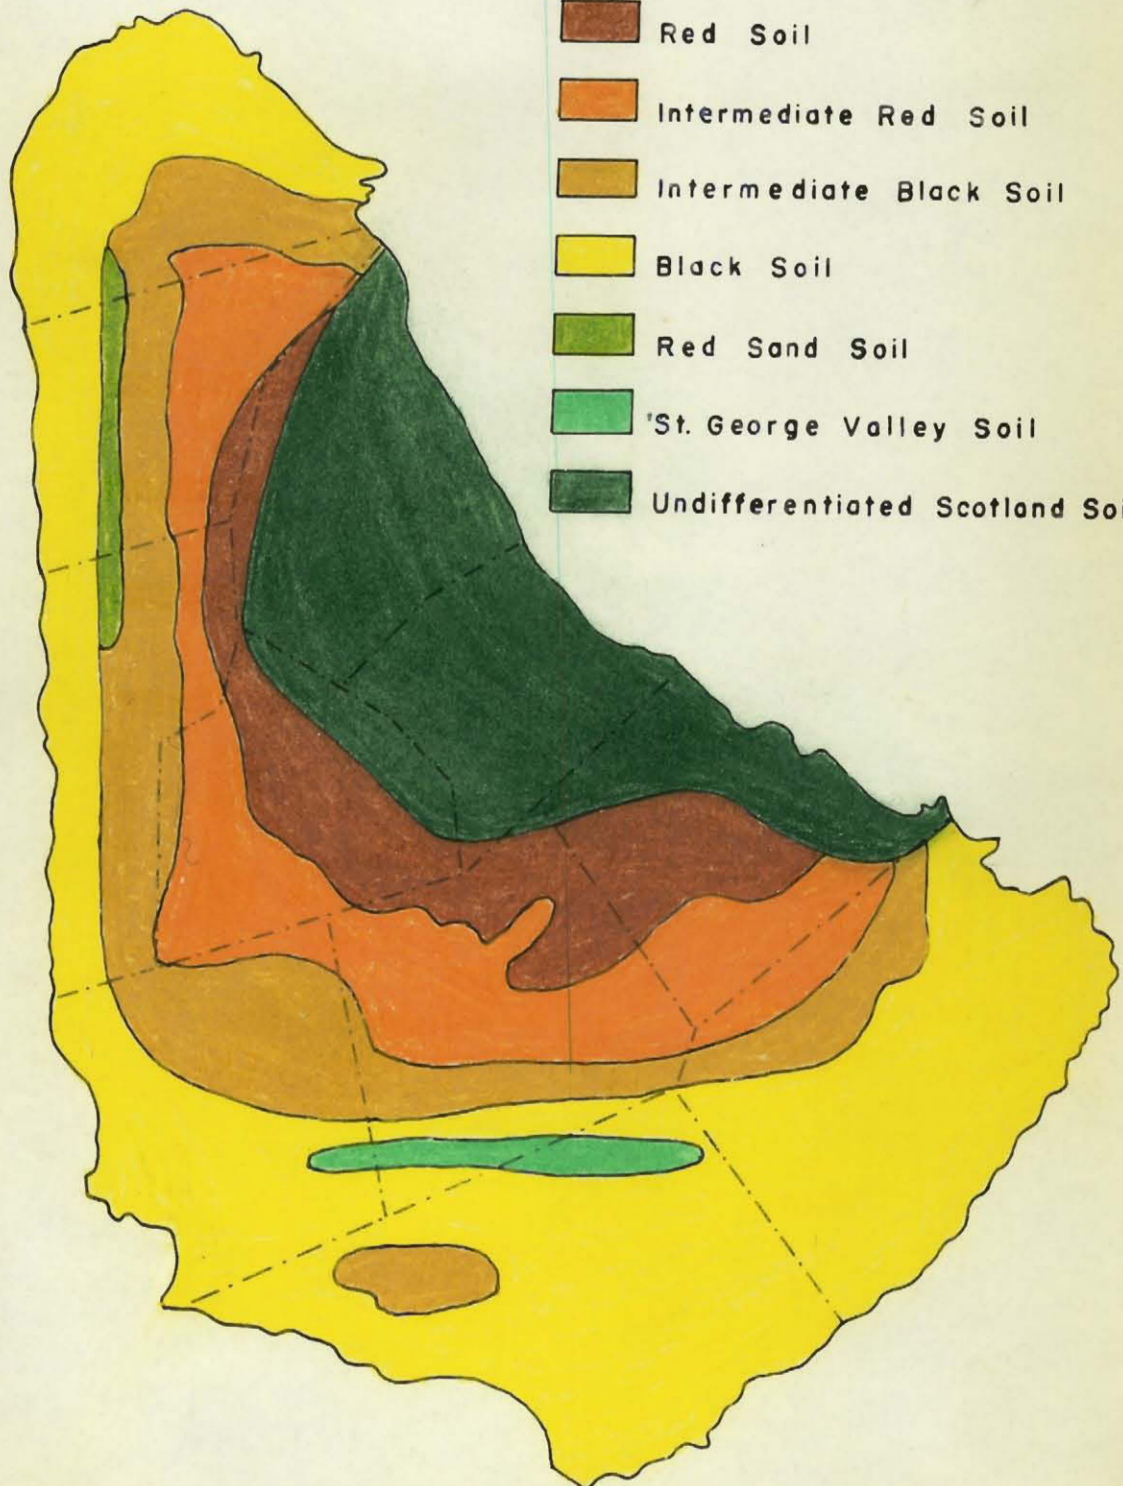 Red Soil
Intermediate Red Soil
Intermediate Black Soil
Black Soil
Red Sand Soil
St. George Valley Soil
Undifferentiated Scotland